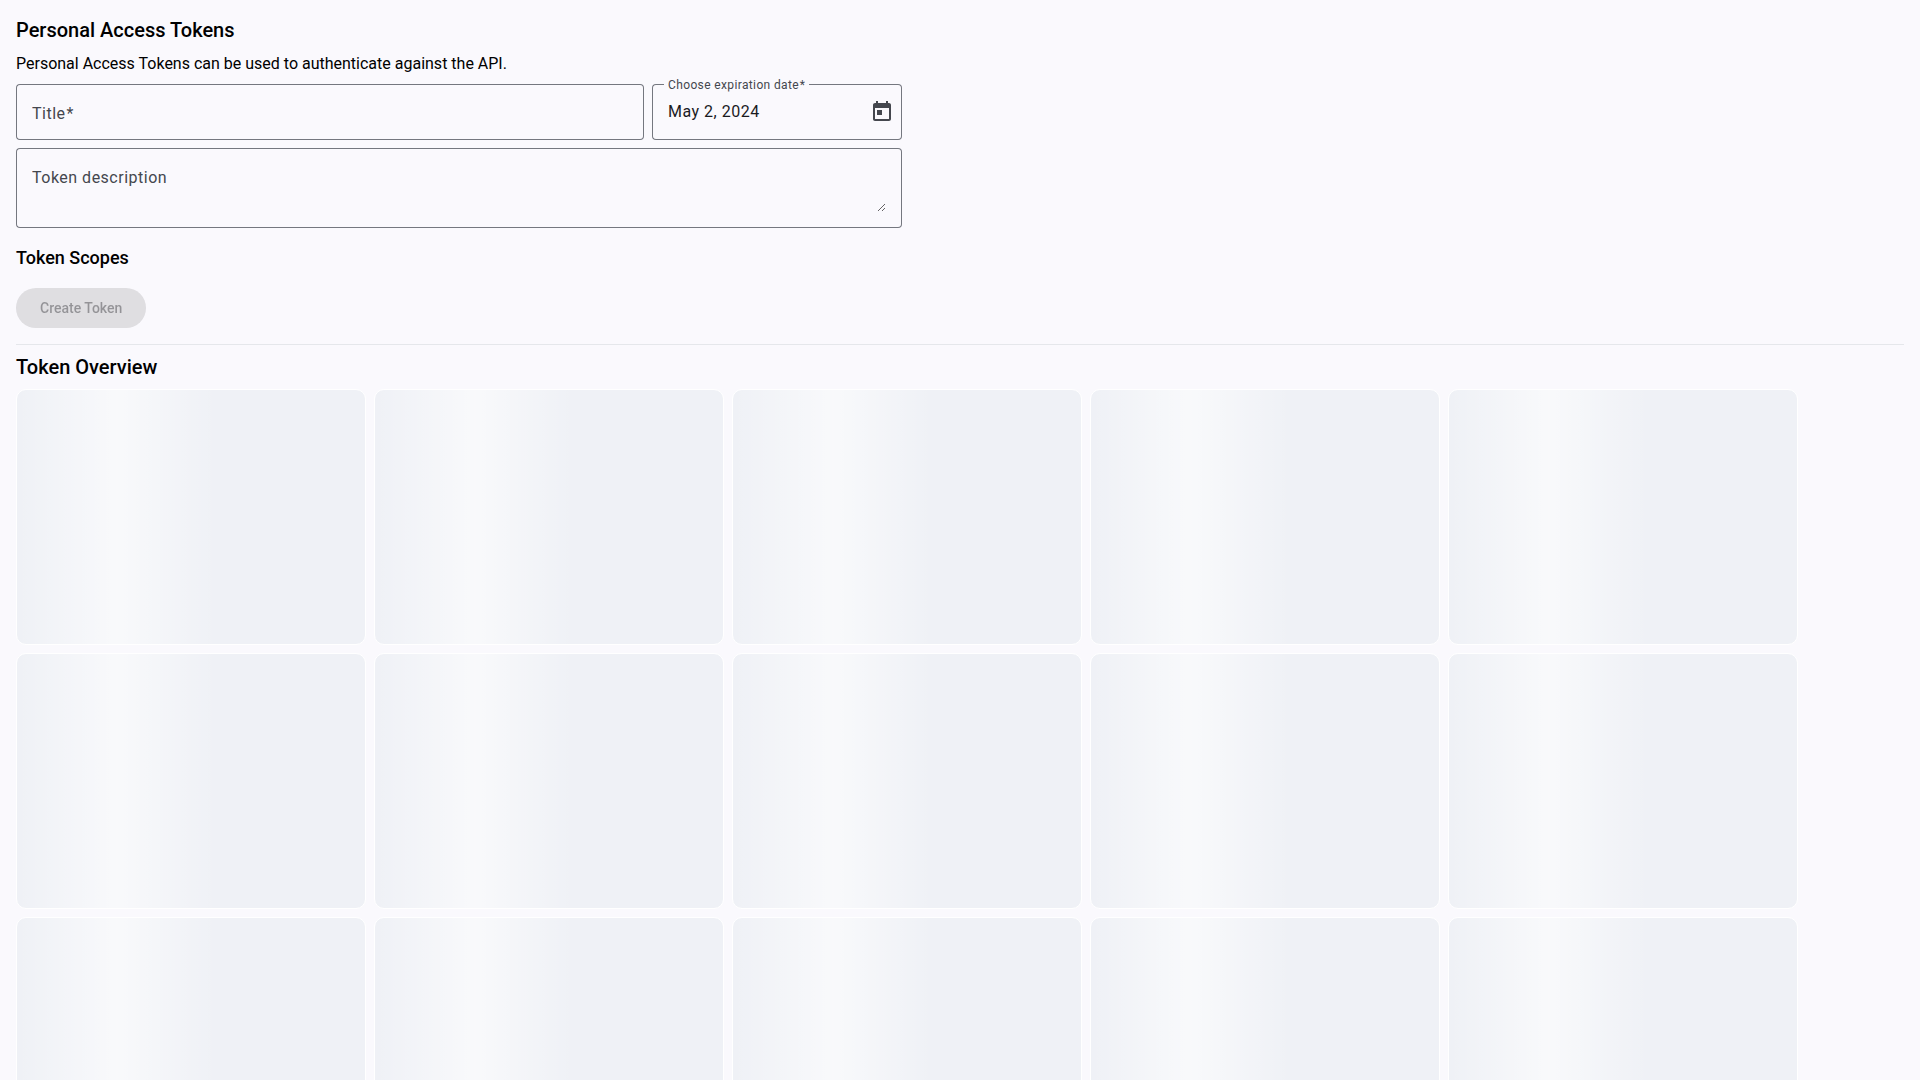 Personal Access Tokens
Personal Access Tokens can be used to authenticate against the API.
Choose expiration date*
Title*
May 2, 2024
Token description
Token Scopes
Create Token
Token Overview